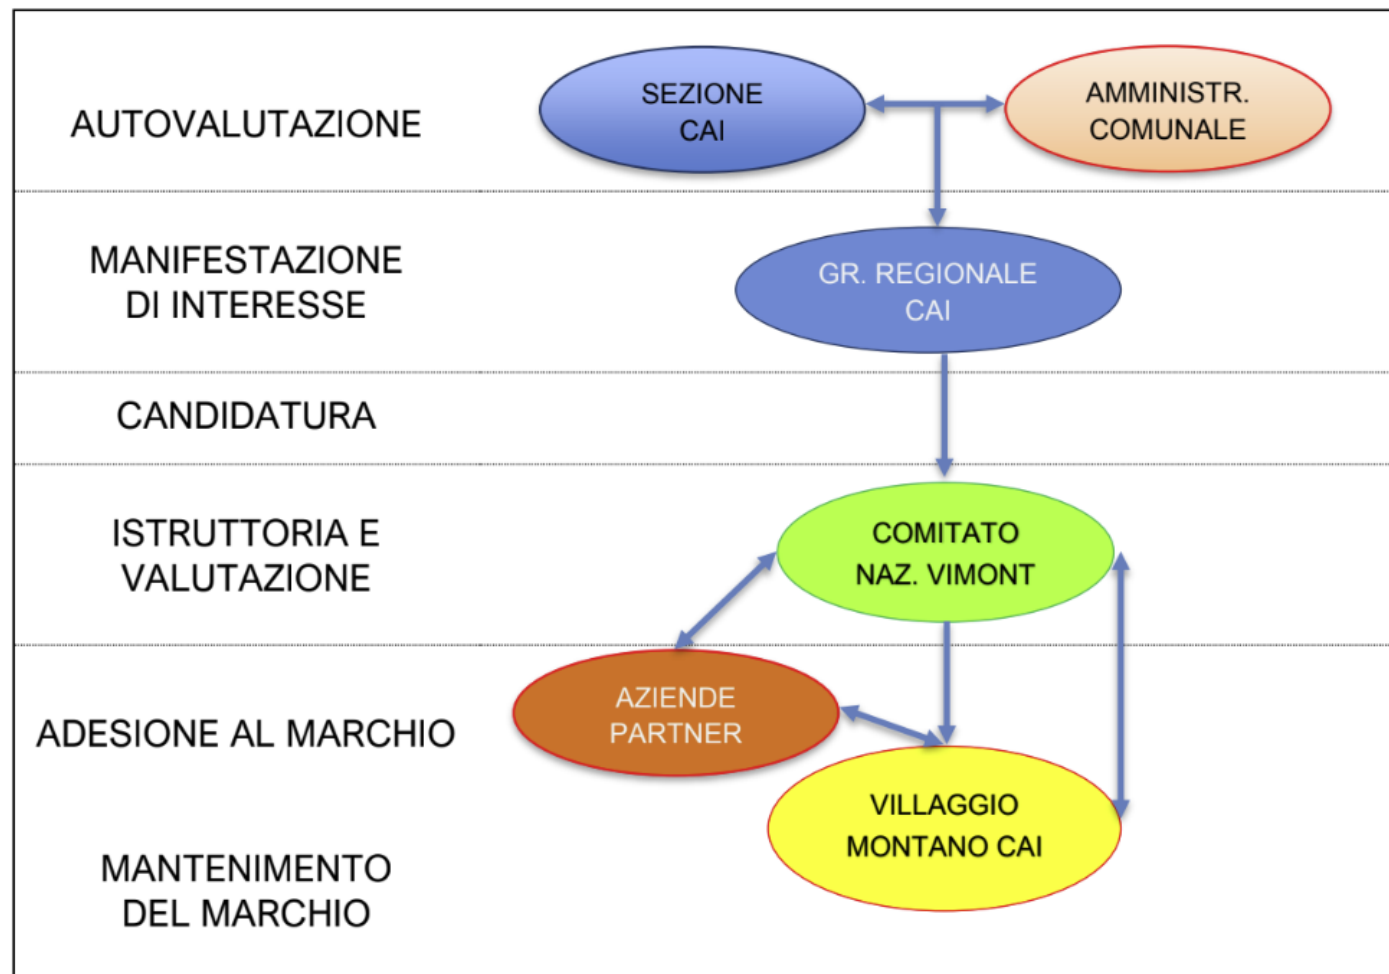 AUTOVALUTAZIONE
SEZIONE
CAI
AMMINISTR.
COMUNALE
MANIFESTAZIONE
DI INTERESSE
GR. REGIONALE
CAI
CANDIDATURA
ISTRUTTORIA E
VALUTAZIONE
COMITATO
NAZ. VIMONT
ADESIONE AL MARCHIO
AZIENDE
PARTNER
VILLAGGIO
MONTANO CAI
MANTENIMENTO
DEL MARCHIO